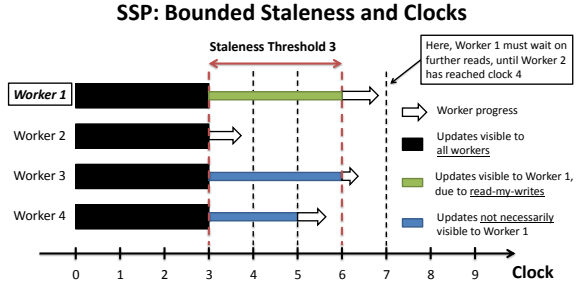 SSP: Bounded Staleness and Clocks
Staleness Threshold 3
Here, Worker 1 must wait on
further reads, until Worker 2
has reached clock 4
Worker 1
Worker 2
Worker 3
Worker 4
Worker progress
Updates visible to
all workers
Updates visible to Worker 1,
due to read-my-writes
Updates not necessarily
visible to Worker 1
0 1 2 3 4 5 6 7 8 9 Clock